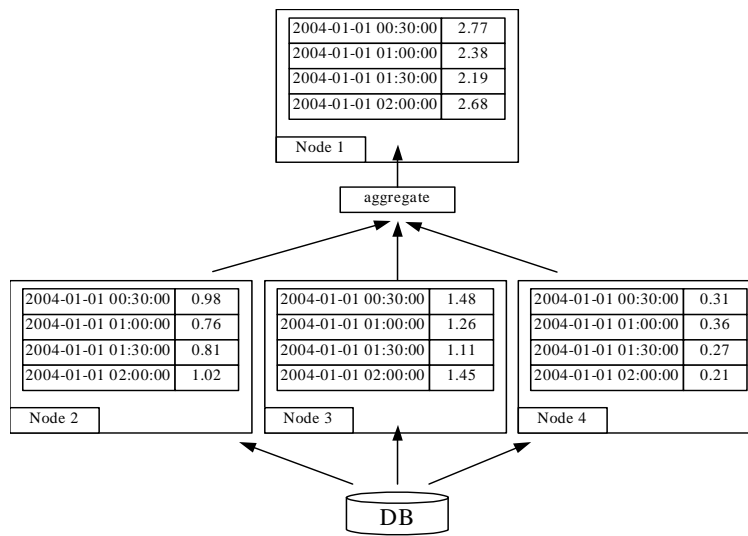 2004-01-01 00:30:00 2.77
2004-01-01 01:00:00 2.38
2004-01-01 01:30:00 2.19
2004-01-01 02:00:00 2.68
Node 1
aggregate
2004-01-01 00:30:00 0.98
2004-01-01 01:00:00 0.76
2004-01-01 01:30:00 0.81
2004-01-01 02:00:00 1.02
Node 2
2004-01-01 00:30:00 1.48
2004-01-01 01:00:00 1.26
2004-01-01 01:30:00 1.11
2004-01-01 02:00:00 1.45
Node 3
2004-01-01 00:30:00 0.31
2004-01-01 01:00:00 0.36
2004-01-01 01:30:00 0.27
2004-01-01 02:00:00 0.21
Node 4
DB